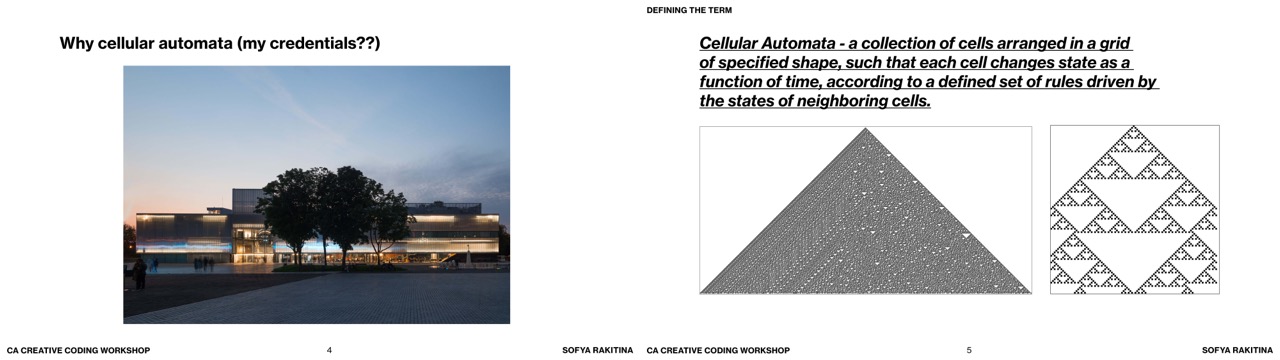 Why cellular automata (my credentials??)
CA CREATIVE CODING WORKSHOP
4
SOFYA RAKITINA
DEFINING THE TERM
Cellular Automata - a collection of cells arranged in a grid
of specified shape, such that each cell changes state as a
function of time, according to a defined set of rules driven by
the states of neighboring cells.
CA CREATIVE CODING WORKSHOP
5
SOFYA RAKITINA